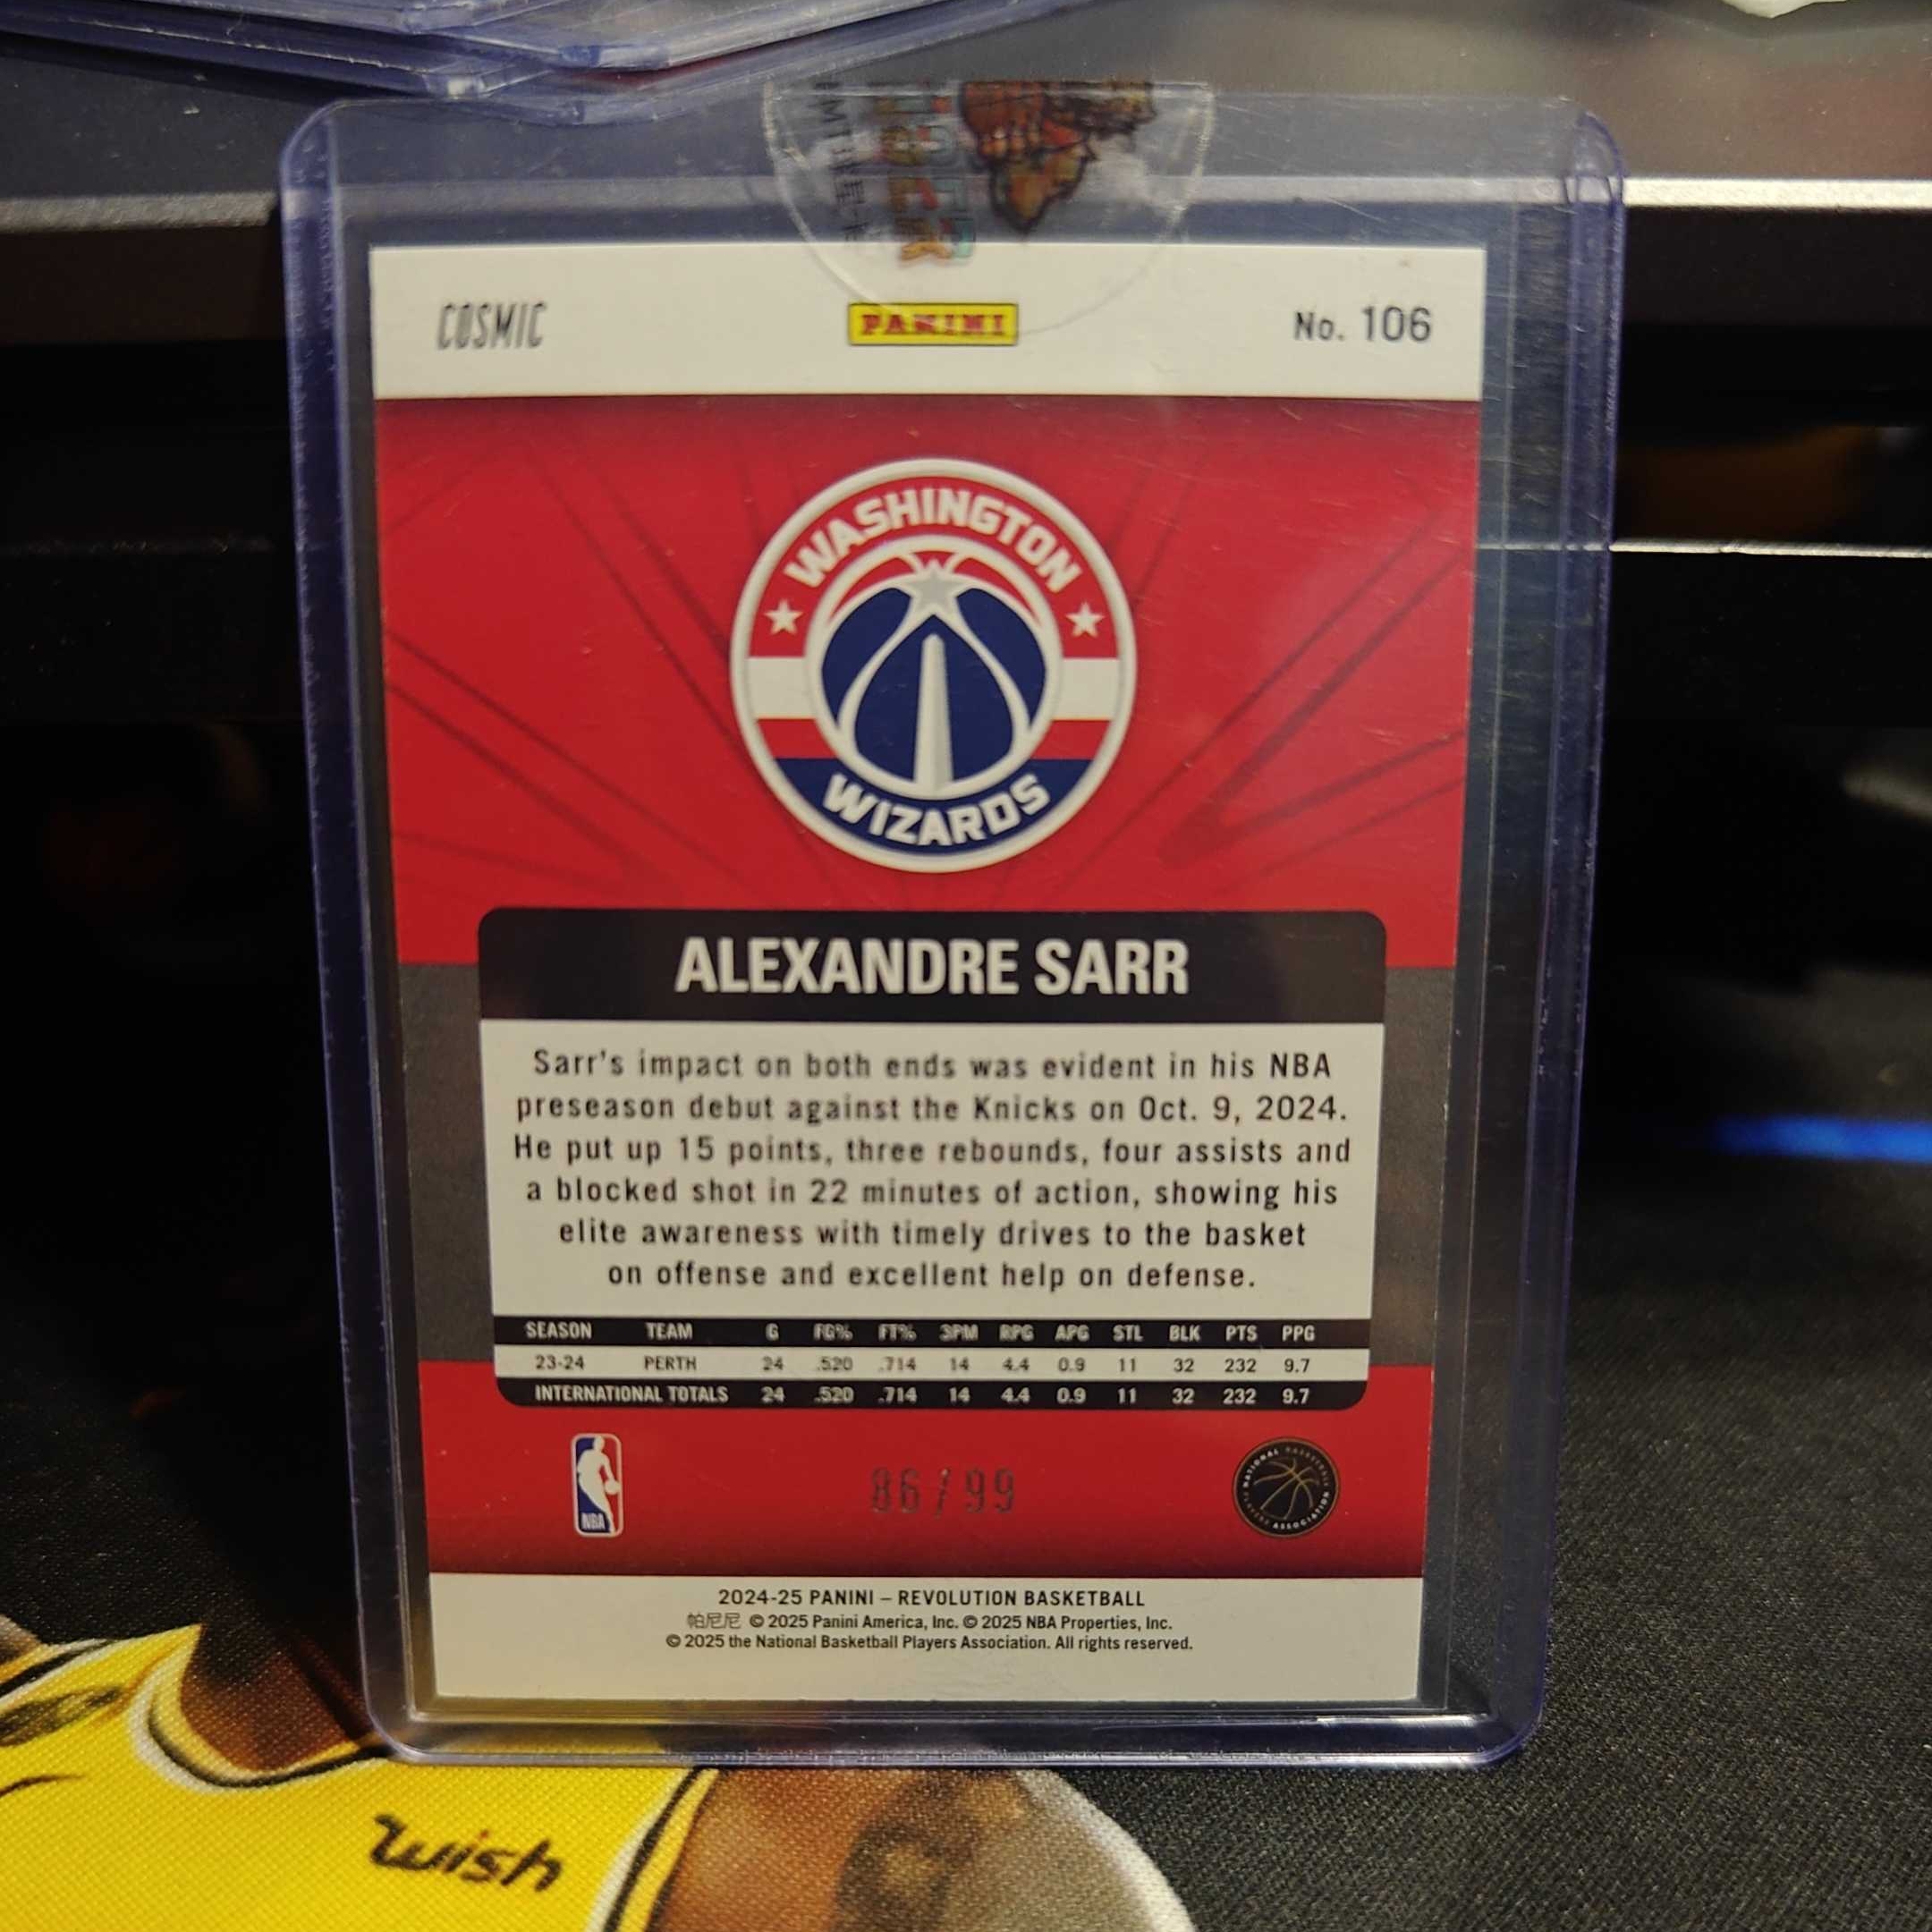 COSMIC
PANINI
No. 106
WASHINGTON
WIZARDS
ALEXANDRE SARR
Sarr's impact on both ends was evident in his NBA
preseason debut against the Knicks on Oct. 9, 2024.
He put up 15 points, three rebounds, four assists and
a blocked shot in 22 minutes of action, showing his
elite awareness with timely drives to the basket
on offense and excellent help on defense.
SEASON TEAM G FG% FT% 3PM RPG APG STL BLK PTS PPG
23-24 PERTH 24 .520 .714 14 4.4 0.9 11 32 232 9.7
INTERNATIONAL TOTALS 24 .520 .714 14 4.4 0.9 11 32 232 9.7
NBA
86/99
NATIONAL BASKETBALL
PLAYERS ASSOCIATION
2024-25 PANINI – REVOLUTION BASKETBALL
帕尼尼 © 2025 Panini America, Inc. © 2025 NBA Properties, Inc.
© 2025 the National Basketball Players Association. All rights reserved.
wish